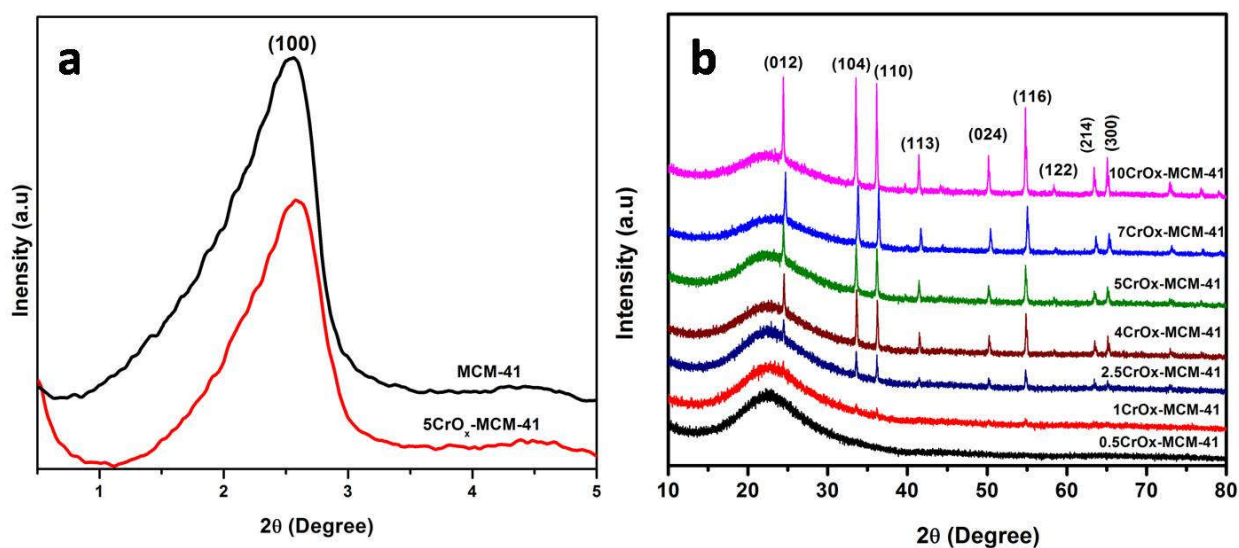 a
(100)
MCM-41
5CrOₓ-MCM-41
Inensity (a.u)
1 2 3 4 5
2θ (Degree)
b
(012) (104) (110) (113) (024) (116) (122) (214) (300)
10CrOx-MCM-41
7CrOx-MCM-41
5CrOx-MCM-41
4CrOx-MCM-41
2.5CrOx-MCM-41
1CrOx-MCM-41
0.5CrOx-MCM-41
Intensity (a.u)
10 20 30 40 50 60 70 80
2θ (Degree)